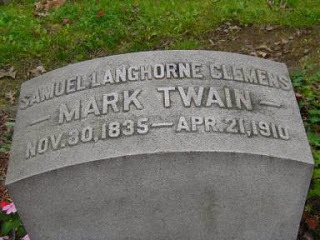 SAMUEL LANGHORNE CLEMENS
— MARK TWAIN —
NOV. 30, 1835 — APR. 21, 1910